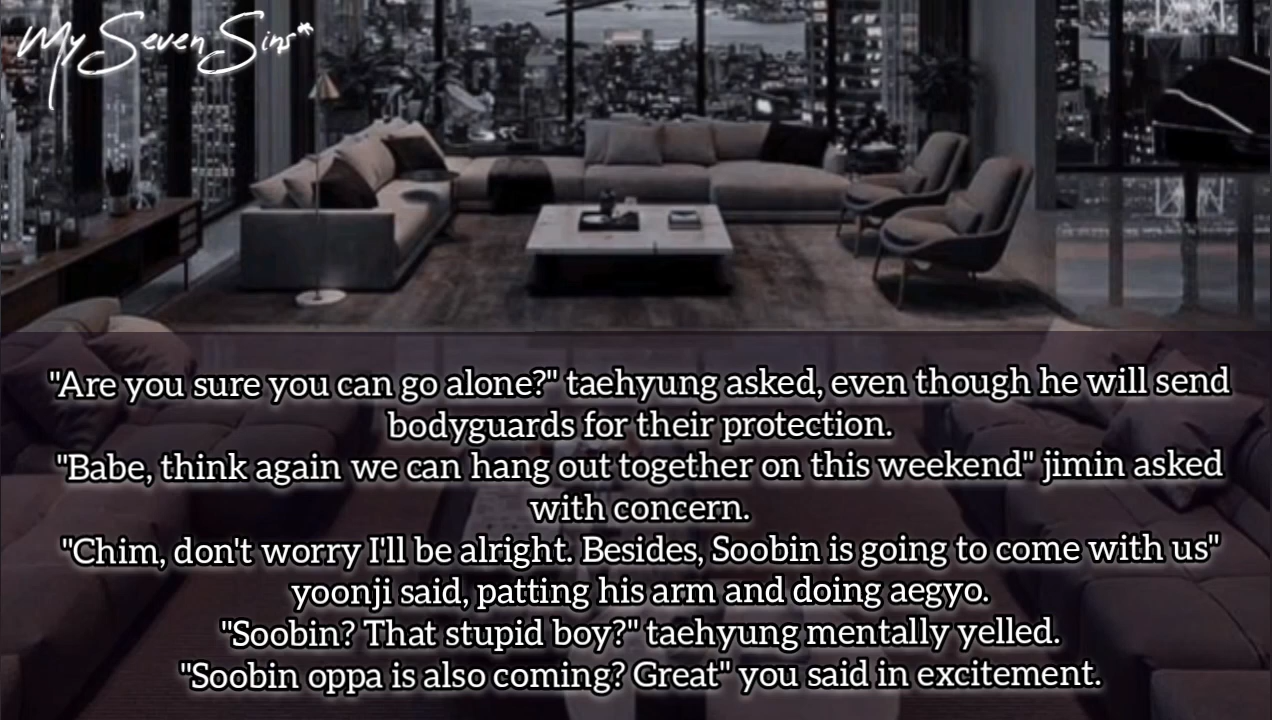 My Seven Sins*
"Are you sure you can go alone?" taehyung asked, even though he will send
bodyguards for their protection.
"Babe, think again we can hang out together on this weekend" jimin asked
with concern.
"Chim, don't worry I'll be alright. Besides, Soobin is going to come with us"
yoonji said, patting his arm and doing aegyo.
"Soobin? That stupid boy?" taehyung mentally yelled.
"Soobin oppa is also coming? Great" you said in excitement.